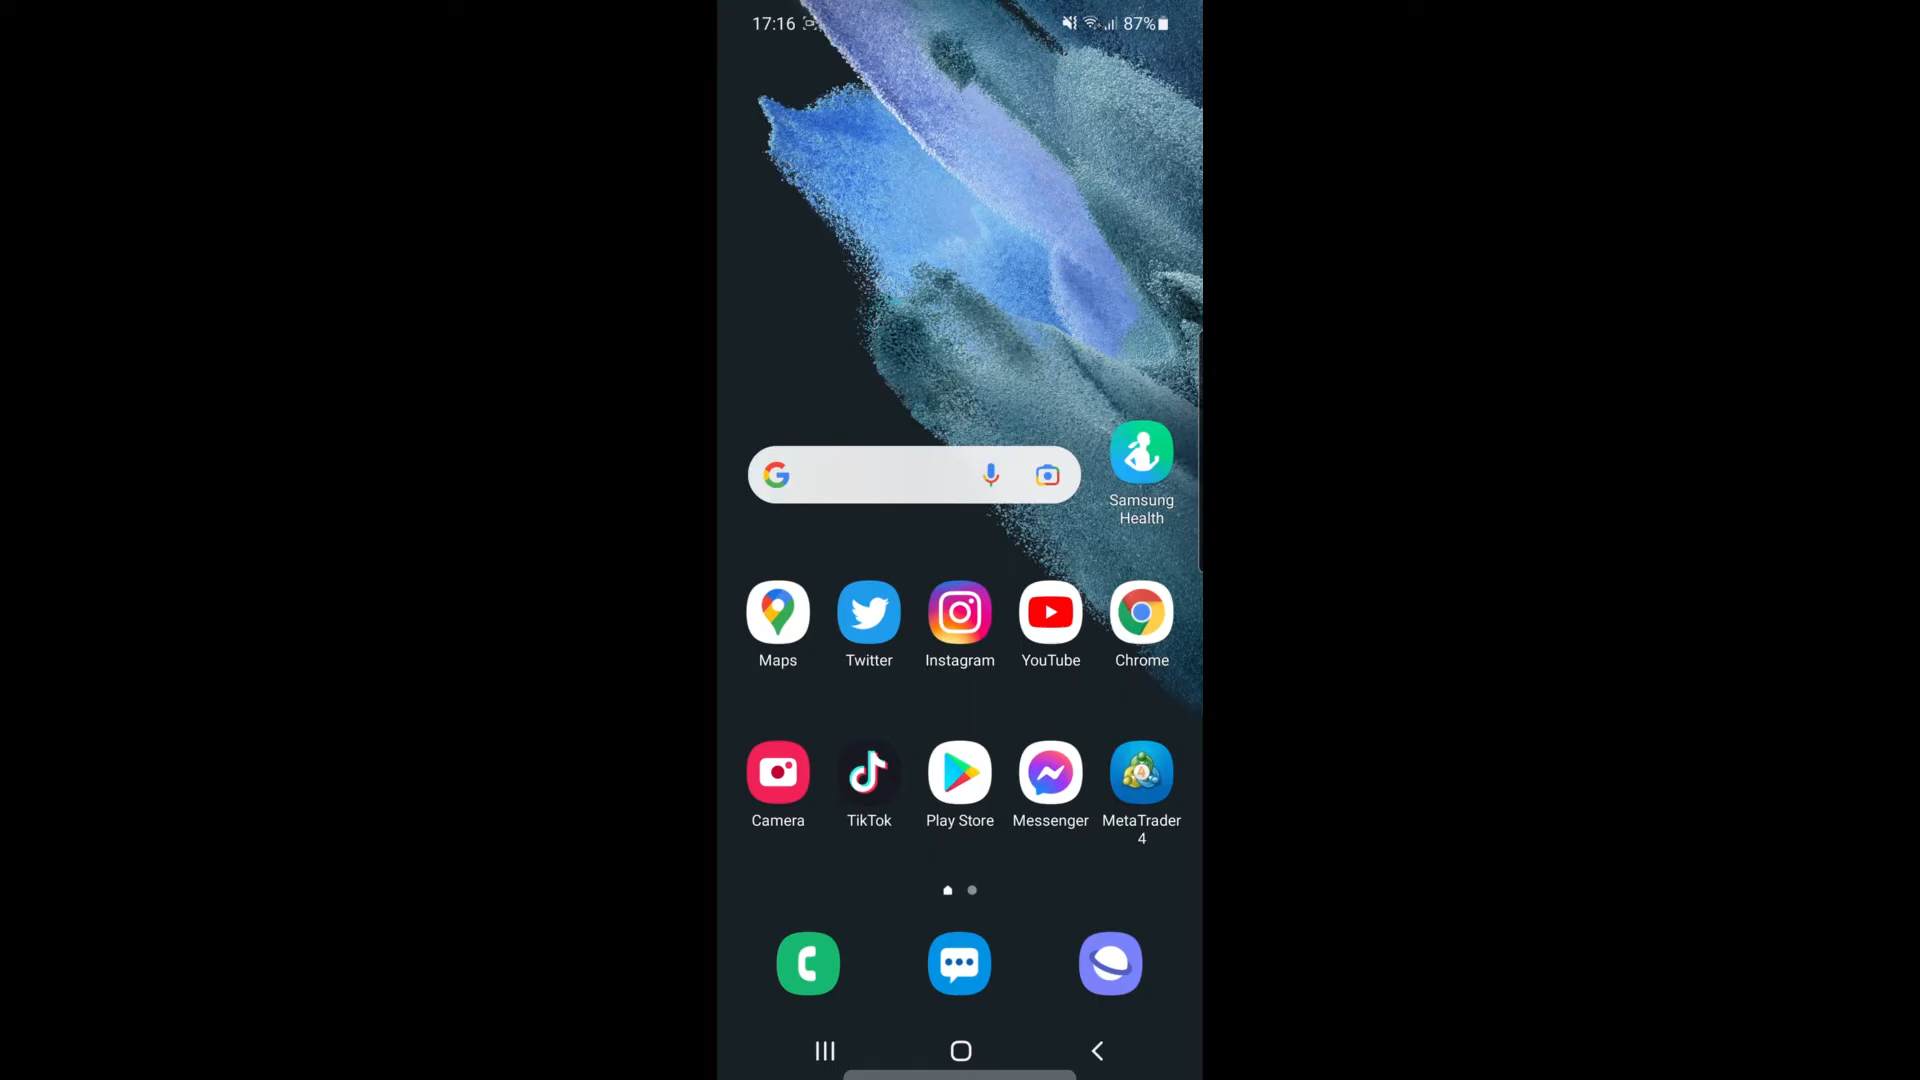 17:16
87%
Samsung
Health
Maps Twitter Instagram YouTube Chrome
Camera TikTok Play Store Messenger MetaTrader
4